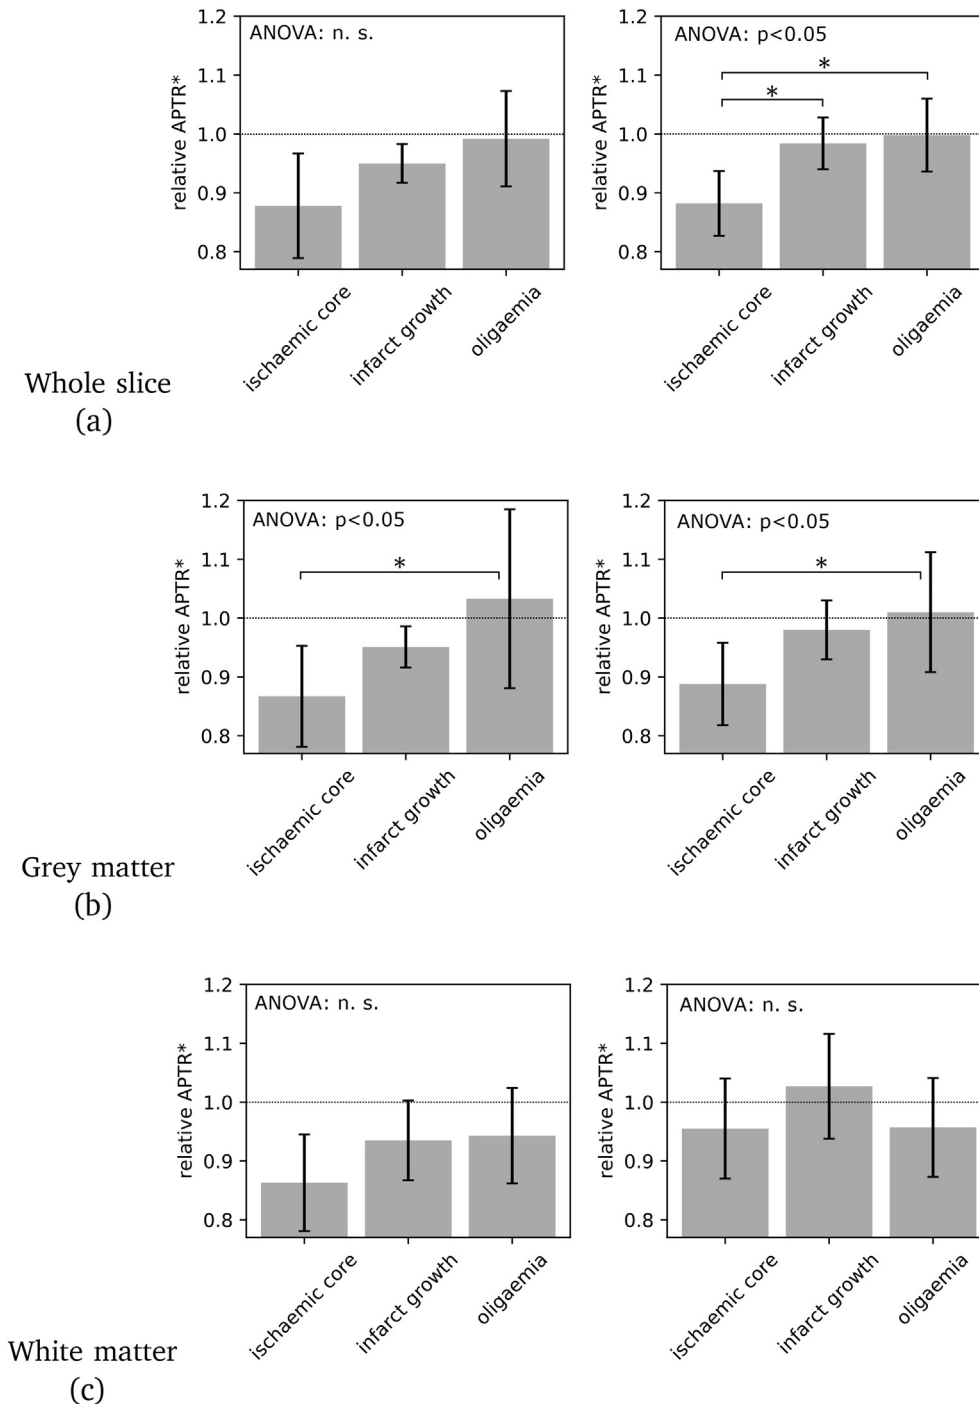 ANOVA: n. s.
relative APTR*
1.2
1.1
1.0
0.9
0.8
ischaemic core
infarct growth
oligaemia
ANOVA: p<0.05
*
*
relative APTR*
1.2
1.1
1.0
0.9
0.8
ischaemic core
infarct growth
oligaemia
Whole slice
(a)
ANOVA: p<0.05
*
relative APTR*
1.2
1.1
1.0
0.9
0.8
ischaemic core
infarct growth
oligaemia
ANOVA: p<0.05
*
relative APTR*
1.2
1.1
1.0
0.9
0.8
ischaemic core
infarct growth
oligaemia
Grey matter
(b)
ANOVA: n. s.
relative APTR*
1.2
1.1
1.0
0.9
0.8
ischaemic core
infarct growth
oligaemia
ANOVA: n. s.
relative APTR*
1.2
1.1
1.0
0.9
0.8
ischaemic core
infarct growth
oligaemia
White matter
(c)